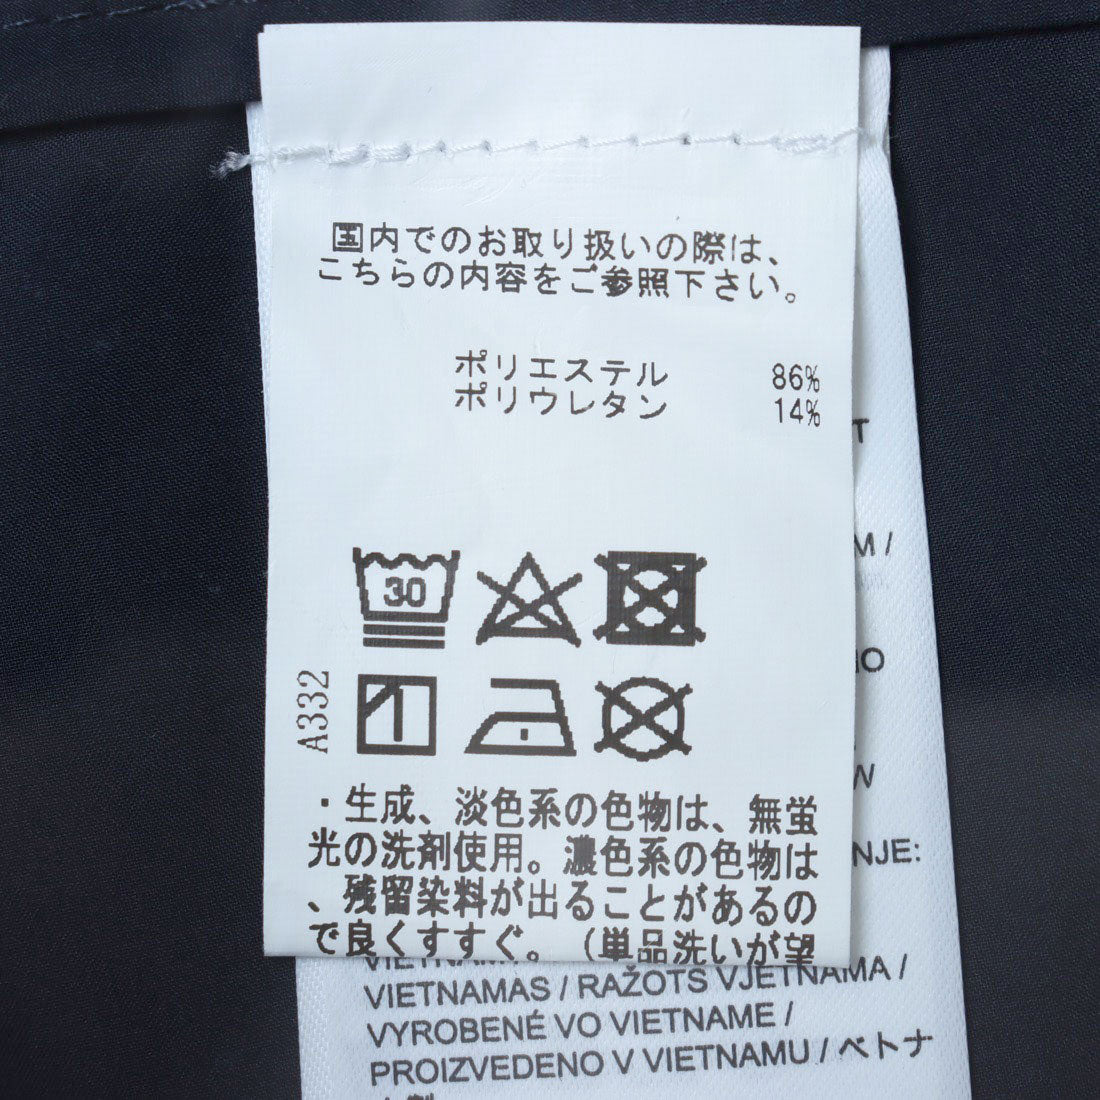 国内でのお取り扱いの際は、
こちらの内容をご参照下さい。
ポリエステル 86%
ポリウレタン 14%
T
M /
30
NO
A332
W
・生成、淡色系の色物は、無蛍
光の洗剤使用。濃色系の色物は
NJE:
、残留染料が出ることがあるの
で良くすすぐ。（単品洗いが望
VIETNAMAS / RAŽOTS VJETNAMA /
VYROBENÉ VO VIETNAME /
PROIZVEDENO V VIETNAMU / ベトナ